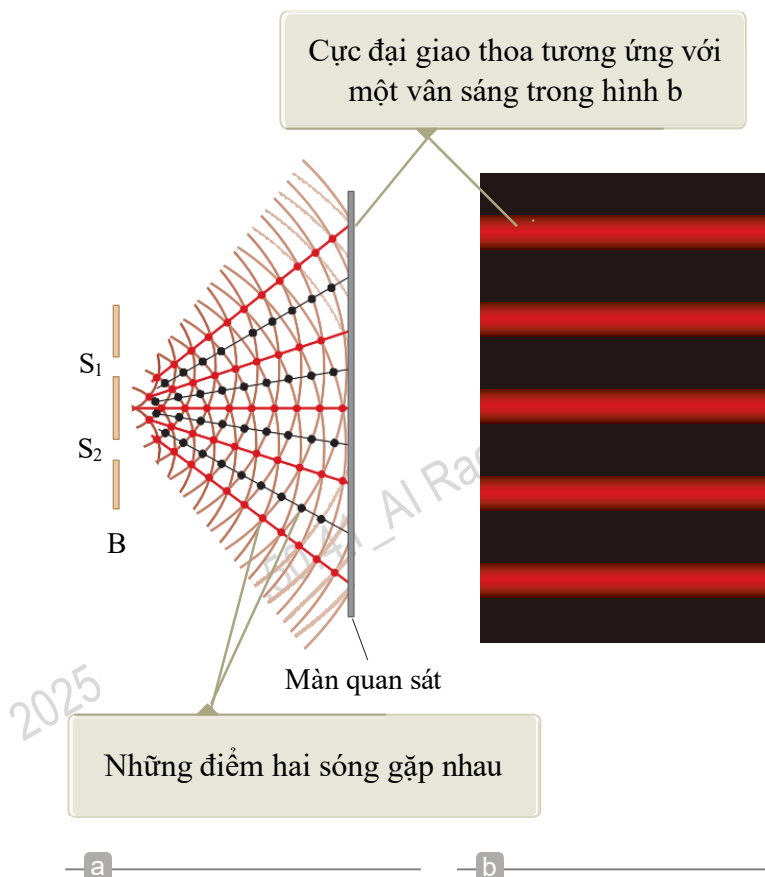 Cực đại giao thoa tương ứng với
một vân sáng trong hình b
S1
S2
B
Màn quan sát
2025
Những điểm hai sóng gặp nhau
a
b